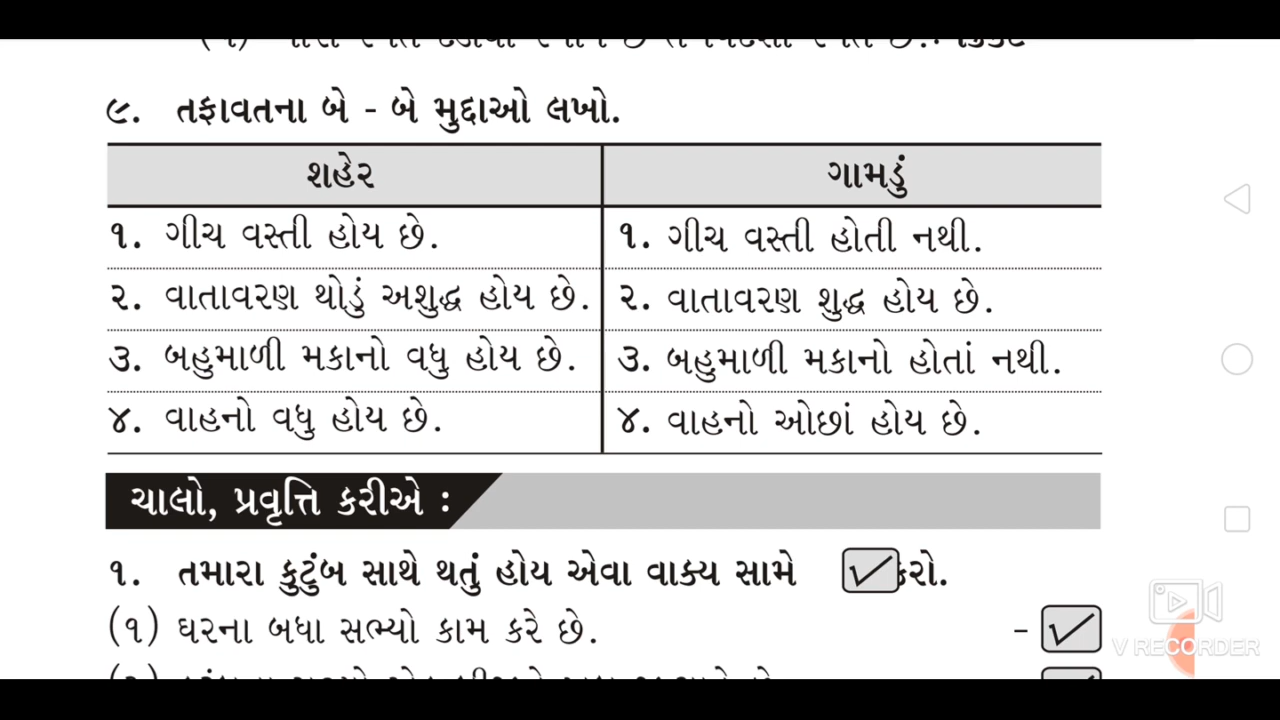 ૯. તફાવતના બે - બે મુદ્દાઓ લખો.
શહેર ગામડું
૧. ગીચ વસ્તી હોય છે. ૧. ગીચ વસ્તી હોતી નથી.
૨. વાતાવરણ થોડું અશુદ્ધ હોય છે. ૨. વાતાવરણ શુદ્ધ હોય છે.
૩. બહુમાળી મકાનો વધુ હોય છે. ૩. બહુમાળી મકાનો હોતાં નથી.
૪. વાહનો વધુ હોય છે. ૪. વાહનો ઓછાં હોય છે.
ચાલો, પ્રવૃત્તિ કરીએ :
૧. તમારા કુટુંબ સાથે થતું હોય એવા વાક્ય સામે ✓ કરો.
(૧) ઘરના બધા સભ્યો કામ કરે છે. - ✓
V RECORDER